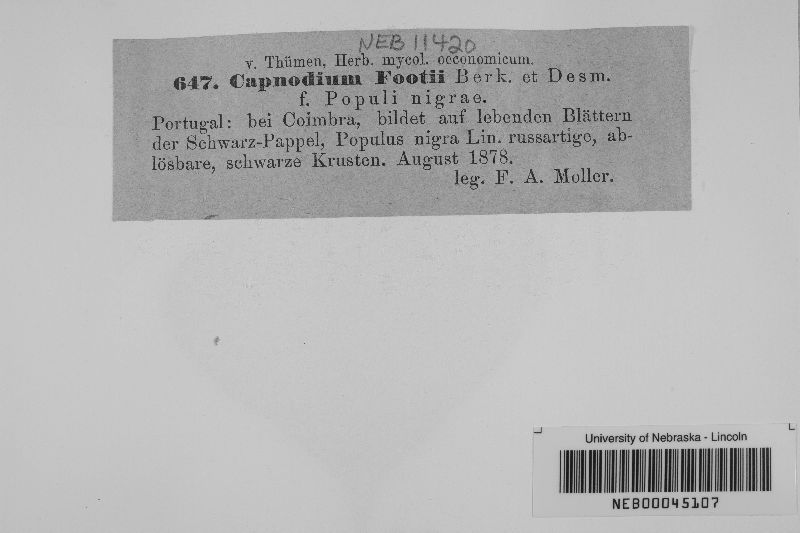 NEB 11420
v. Thümen, Herb. mycol. oeconomicum.
647. Capnodium Footii Berk. et Desm.
f. Populi nigrae.
Portugal: bei Coimbra, bildet auf lebenden Blättern
der Schwarz-Pappel, Populus nigra Lin. russartige, ab-
lösbare, schwarze Krusten. August 1878.
leg. F. A. Moller.
University of Nebraska - Lincoln
NEB00045107